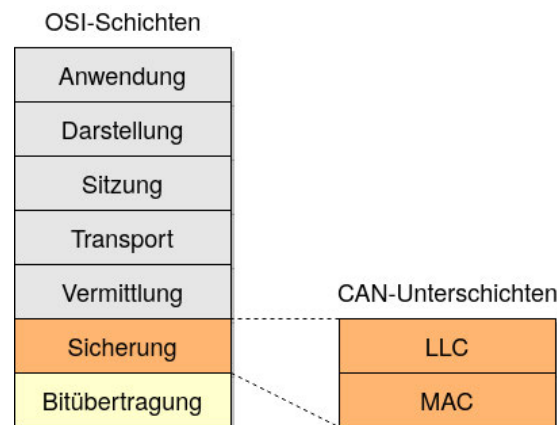 OSI-Schichten
Anwendung
Darstellung
Sitzung
Transport
Vermittlung
Sicherung
Bitübertragung
CAN-Unterschichten
LLC
MAC